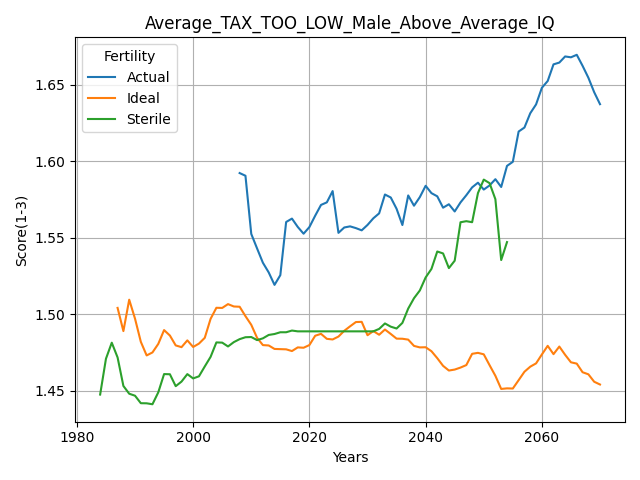 Average_TAX_TOO_LOW_Male_Above_Average_IQ
Fertility
Actual
Ideal
Sterile
Score(1-3)
1.65
1.60
1.55
1.50
1.45
1980
2000
2020
2040
2060
Years